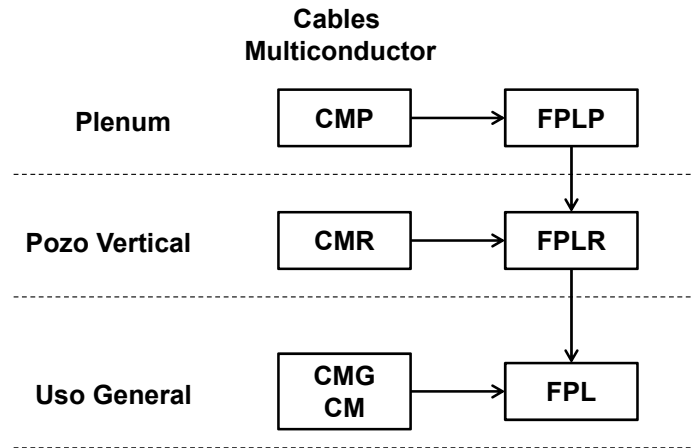 Cables
Multiconductor
Plenum
CMP
FPLP
Pozo Vertical
CMR
FPLR
Uso General
CMG
CM
FPL